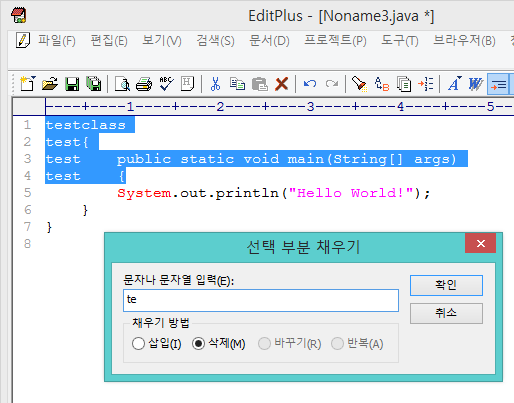 EditPlus - [Noname3.java *]
파일(F) 편집(E) 보기(V) 검색(S) 문서(D) 프로젝트(P) 도구(T) 브라우저(B)
----+----1----+----2----+----3----+----4----+----5--
1 testclass
2 test{
3 test    public static void main(String[] args)
4 test    {
5         System.out.println("Hello World!");
6     }
7 }
8
선택 부분 채우기
문자나 문자열 입력(E):
te
확인
취소
채우기 방법
삽입(I) 삭제(M) 바꾸기(R) 반복(A)